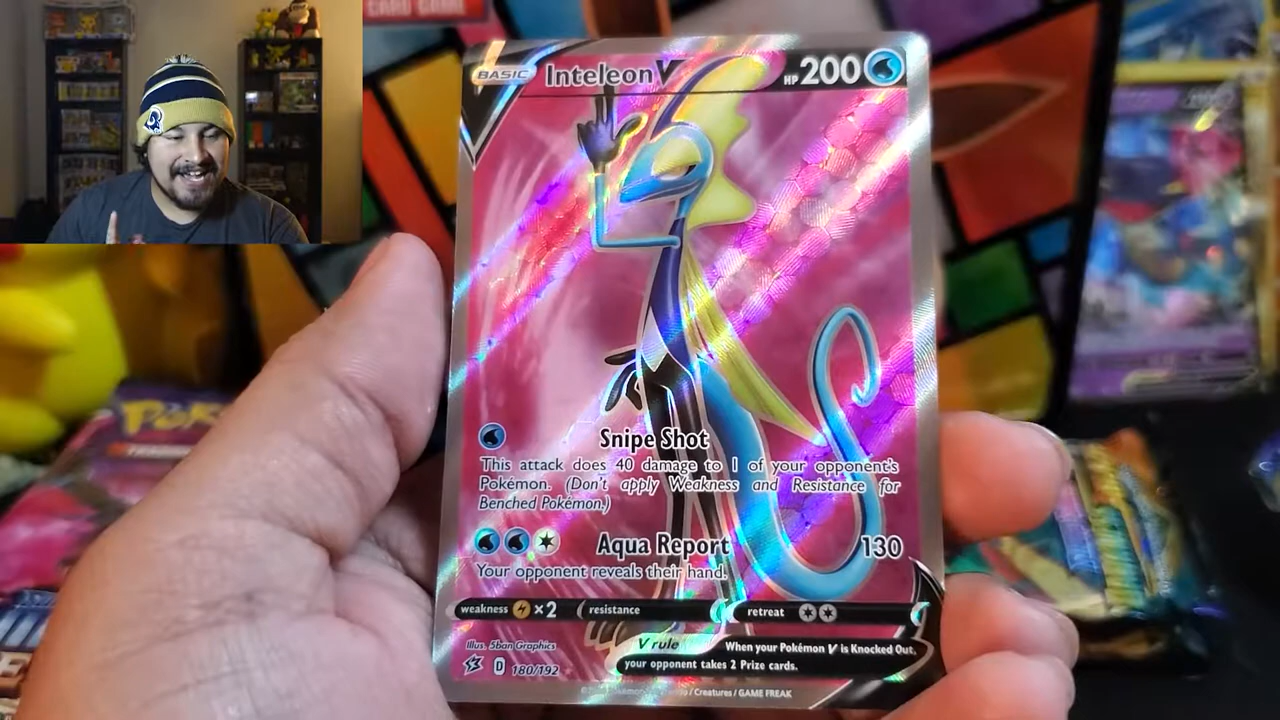 CARD GAME
BASIC Inteleon V HP 200
Snipe Shot
This attack does 40 damage to 1 of your opponent's
Pokémon. (Don't apply Weakness and Resistance for
Benched Pokémon.)
Aqua Report 130
Your opponent reveals their hand.
weakness ×2 resistance retreat
Illus. 5ban Graphics
V rule When your Pokémon V is Knocked Out,
your opponent takes 2 Prize cards.
D 180/192
/ Creatures / GAME FREAK